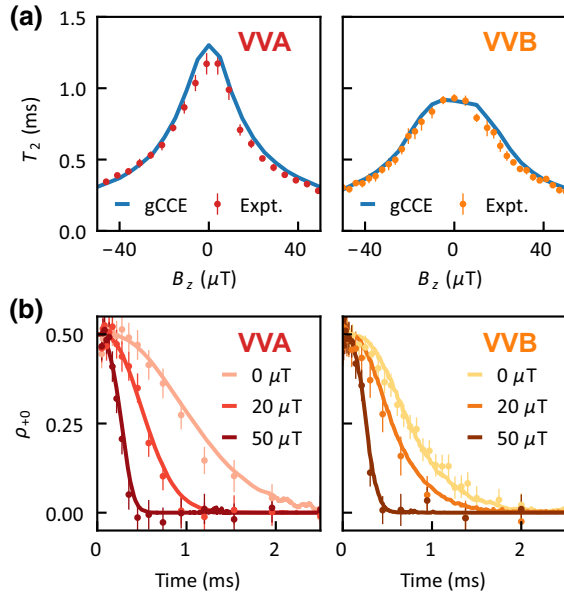 (a)
VVA
VVB
1.5
1.0
0.5
0.0
T₂ (ms)
gCCE Expt.
gCCE Expt.
−40 0 40
−40 0 40
B_z (μT)
B_z (μT)
(b)
VVA
VVB
0.50
0.25
0.00
ρ₊₀
0 μT
20 μT
50 μT
0 μT
20 μT
50 μT
0 1 2
0 1 2
Time (ms)
Time (ms)